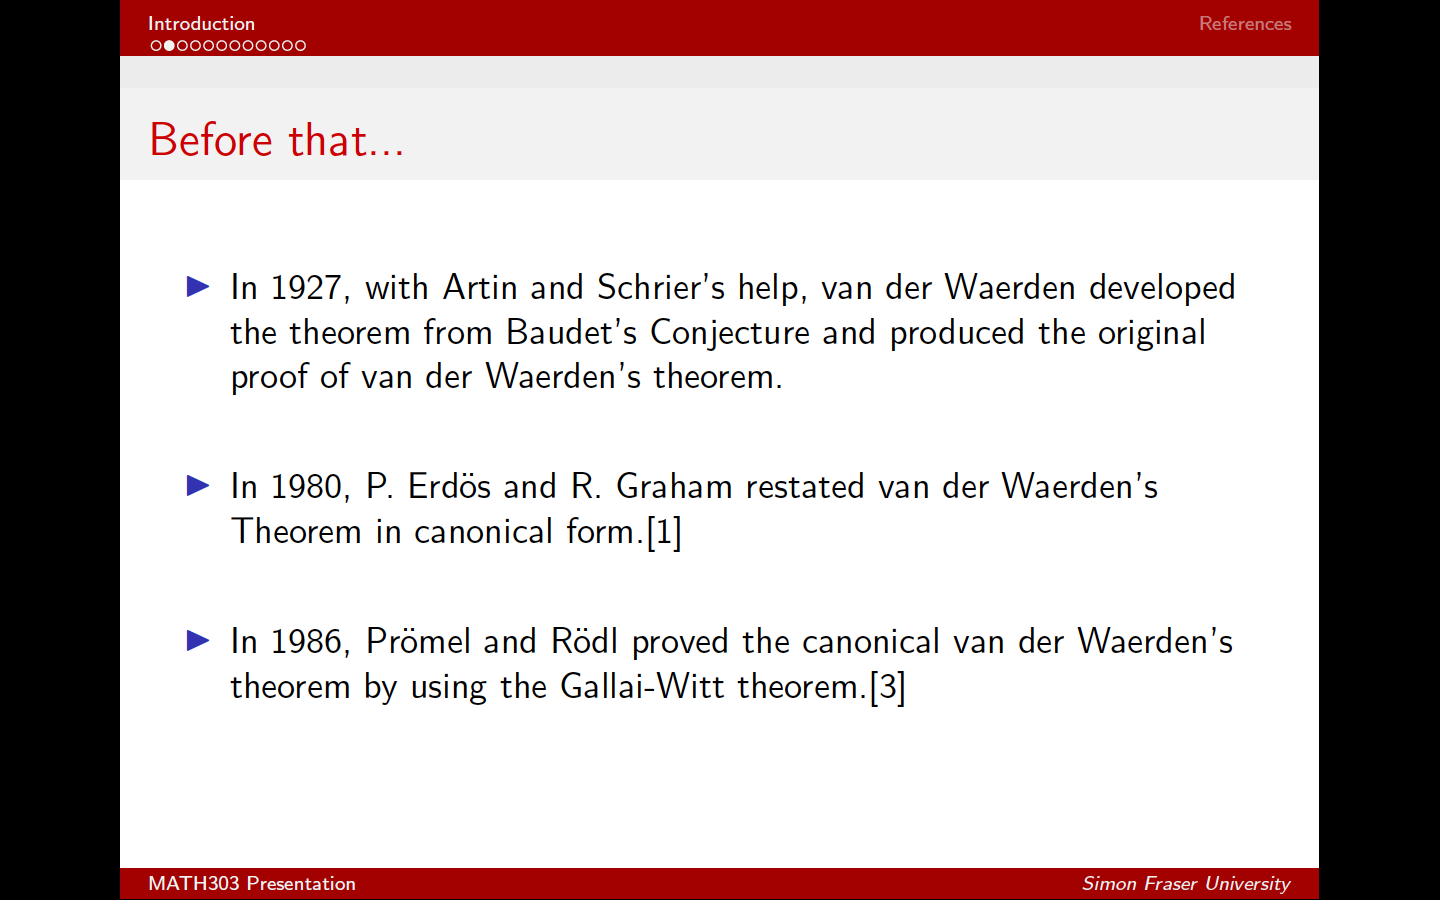 Introduction
References
Before that...
In 1927, with Artin and Schrier's help, van der Waerden developed
the theorem from Baudet's Conjecture and produced the original
proof of van der Waerden's theorem.
In 1980, P. Erdös and R. Graham restated van der Waerden's
Theorem in canonical form.[1]
In 1986, Prömel and Rödl proved the canonical van der Waerden's
theorem by using the Gallai-Witt theorem.[3]
MATH303 Presentation
Simon Fraser University